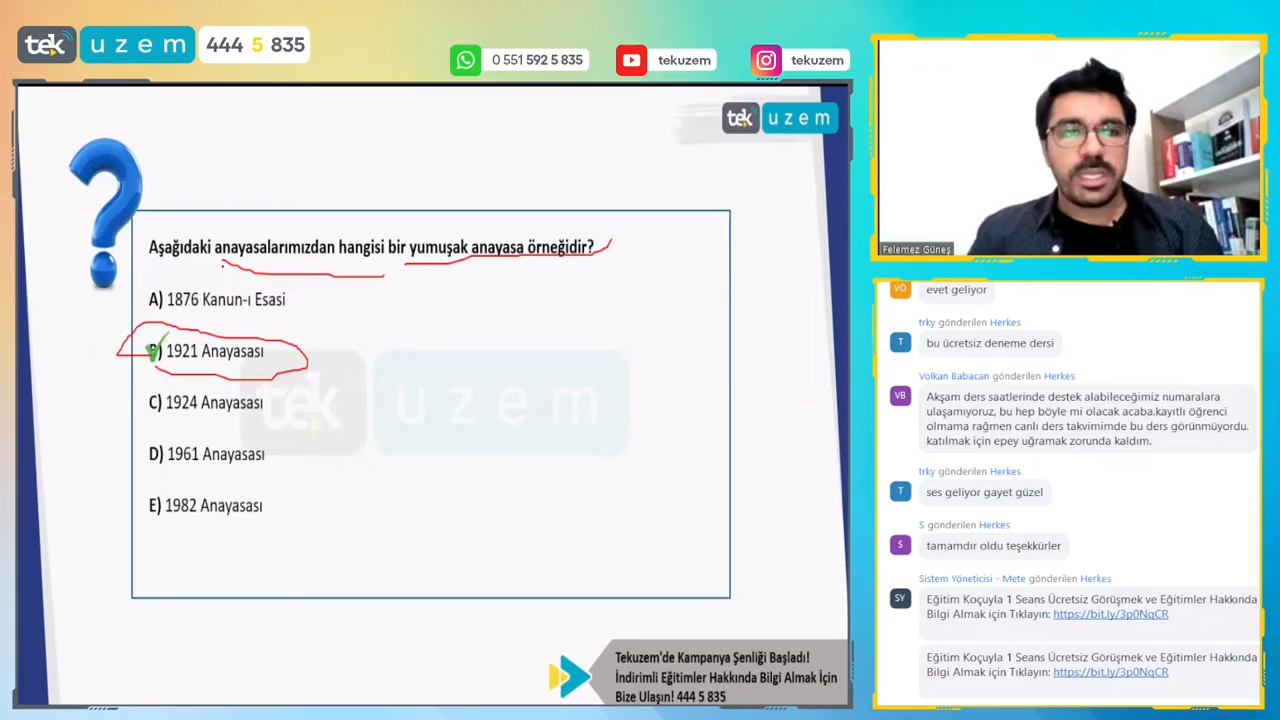 tek uzem 444 5 835
0 551 592 5 835
tekuzem
tekuzem
tek uzem
Aşağıdaki anayasalarımızdan hangisi bir yumuşak anayasa örneğidir?
A) 1876 Kanun-ı Esasi
B) 1921 Anayasası
C) 1924 Anayasası
D) 1961 Anayasası
E) 1982 Anayasası
tek uzem
Tekuzem'de Kampanya Şenliği Başladı!
İndirimli Eğitimler Hakkında Bilgi Almak İçin
Bize Ulaşın! 444 5 835
Felemez Güneş
VÖ
evet geliyor
trky gönderilen Herkes
T
bu ücretsiz deneme dersi
Volkan Babacan gönderilen Herkes
VB
Akşam ders saatlerinde destek alabileceğimiz numaralara
ulaşamıyoruz, bu hep böyle mi olacak acaba.kayıtlı öğrenci
olmama rağmen canlı ders takvimimde bu ders görünmüyordu.
katılmak için epey uğramak zorunda kaldım.
trky gönderilen Herkes
T
ses geliyor gayet güzel
S gönderilen Herkes
S
tamamdır oldu teşekkürler
Sistem Yöneticisi - Mete gönderilen Herkes
SY
Eğitim Koçuyla 1 Seans Ücretsiz Görüşmek ve Eğitimler Hakkında
Bilgi Almak için Tıklayın: https://bit.ly/3p0NqCR
Eğitim Koçuyla 1 Seans Ücretsiz Görüşmek ve Eğitimler Hakkında
Bilgi Almak için Tıklayın: https://bit.ly/3p0NqCR